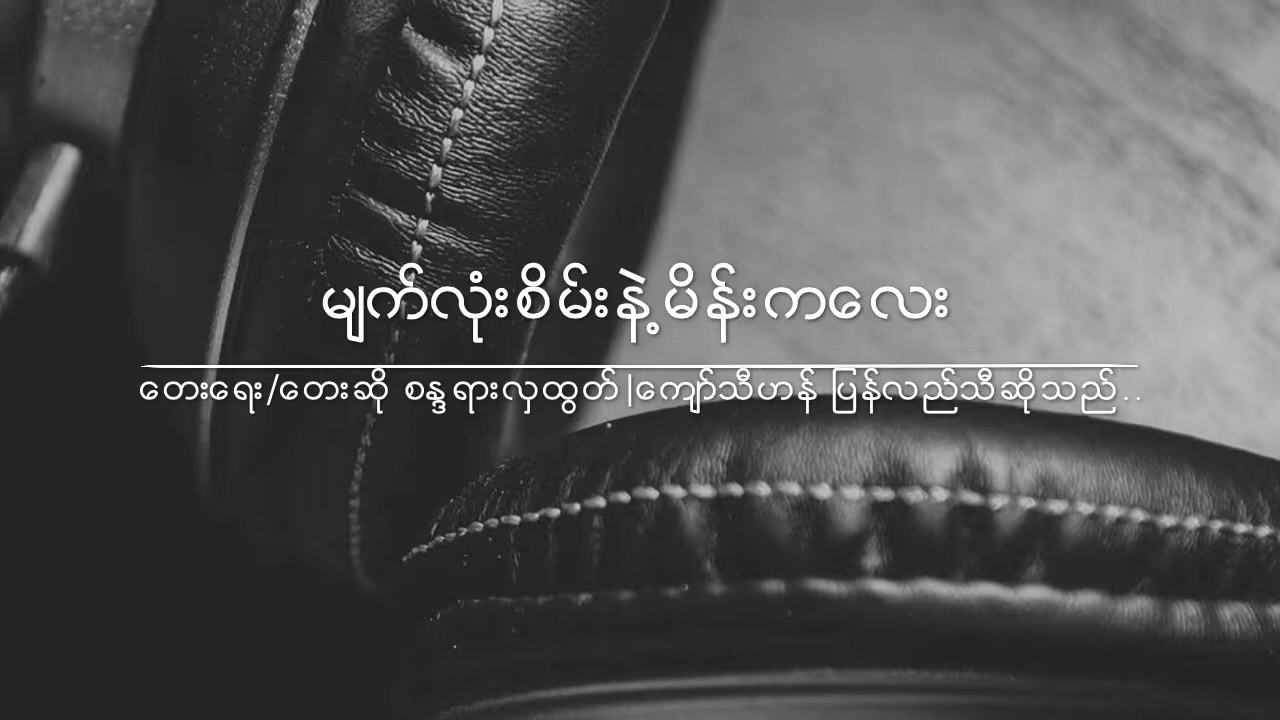 မျက်လုံးစိမ်းနဲ့မိန်းကလေး
တေးရေး/တေးဆို စန္ဒရားလှထွတ်|ကျော်သီဟန် ပြန်လည်သီဆိုသည်..